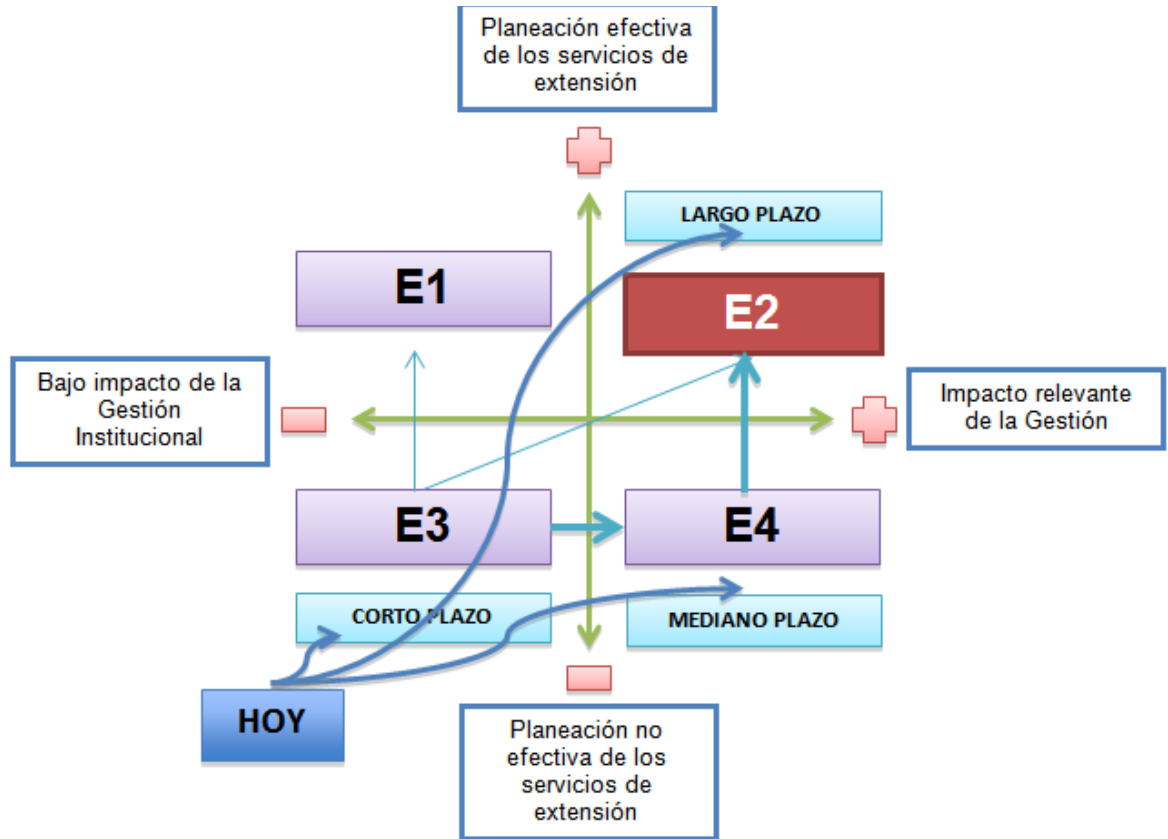 Planeación efectiva
de los servicios de
extensión
LARGO PLAZO
E1
E2
Bajo impacto de la
Gestión
Institucional
Impacto relevante
de la Gestión
E3
E4
CORTO PLAZO
MEDIANO PLAZO
HOY
Planeación no
efectiva de los
servicios de
extensión